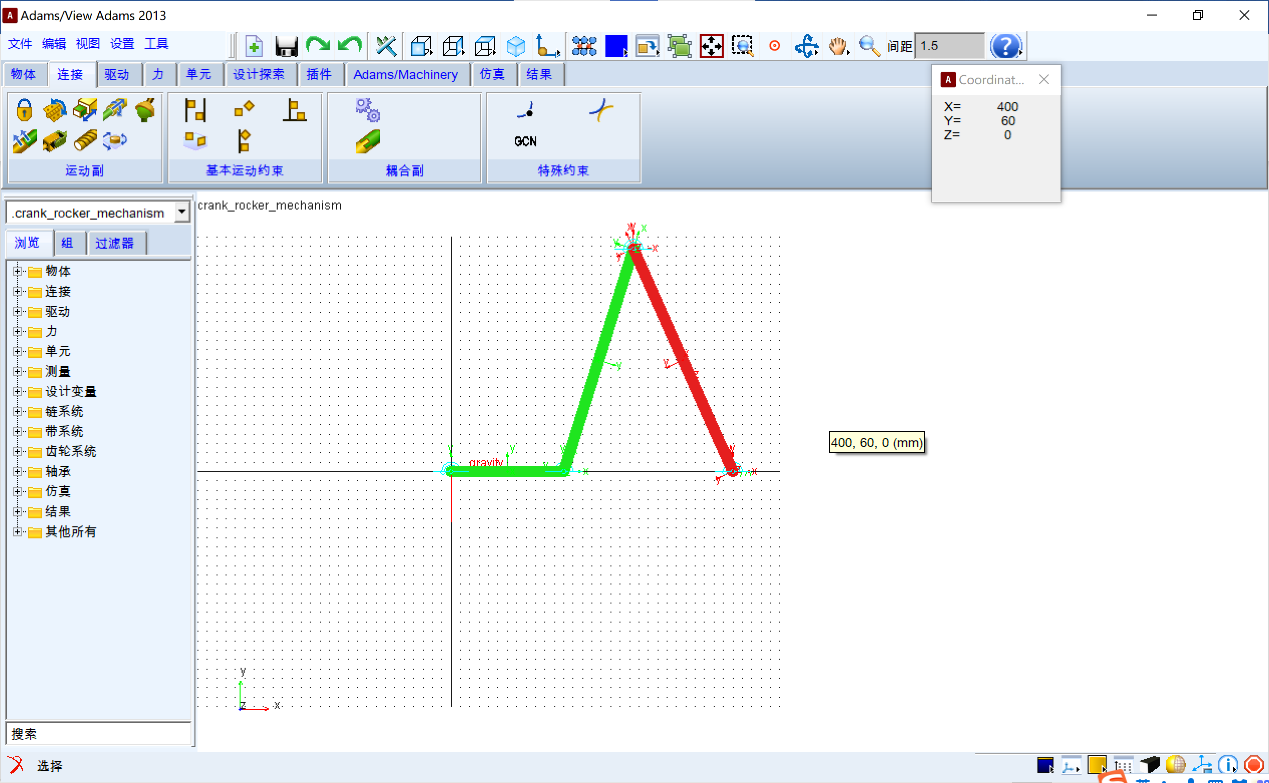 Adams/View Adams 2013
文件 编辑 视图 设置 工具
间距 1.5
物体 连接 驱动 力 单元 设计探索 插件 Adams/Machinery 仿真 结果
GCN
运动副 基本运动约束 耦合副 特殊约束
Coordinat...
X= 400
Y= 60
Z= 0
.crank_rocker_mechanism
浏览 组 过滤器
物体
连接
驱动
力
单元
测量
设计变量
链系统
带系统
齿轮系统
轴承
仿真
结果
其他所有
搜索
选择
crank_rocker_mechanism
gravity
400, 60, 0 (mm)
y
z x